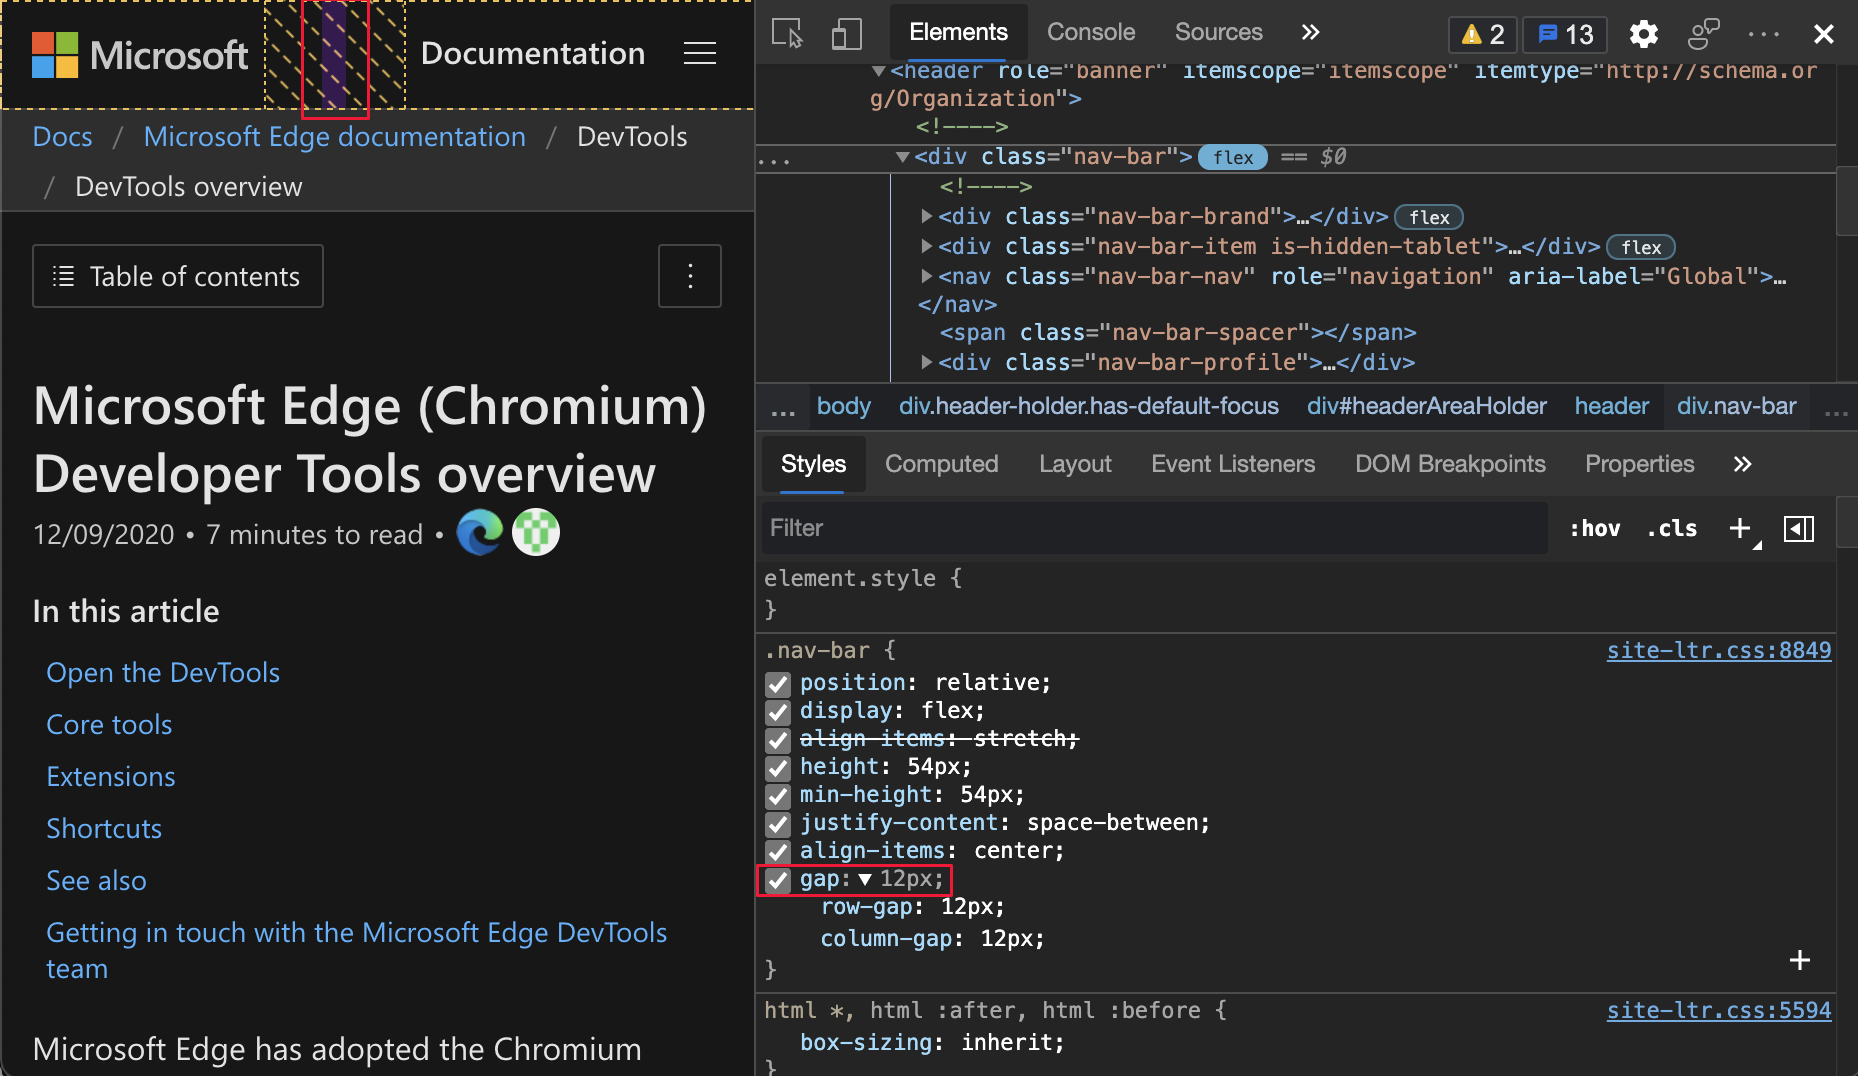 Microsoft
Documentation
Docs / Microsoft Edge documentation / DevTools
/ DevTools overview
Table of contents
Microsoft Edge (Chromium)
Developer Tools overview
12/09/2020 • 7 minutes to read •
In this article
Open the DevTools
Core tools
Extensions
Shortcuts
See also
Getting in touch with the Microsoft Edge DevTools
team
Microsoft Edge has adopted the Chromium
Elements Console Sources 2 13
<header role="banner" itemscope="itemscope" itemtype="http://schema.or
g/Organization">
<!---->
... <div class="nav-bar"> flex == $0
<!---->
<div class="nav-bar-brand">…</div> flex
<div class="nav-bar-item is-hidden-tablet">…</div> flex
<nav class="nav-bar-nav" role="navigation" aria-label="Global">…
</nav>
<span class="nav-bar-spacer"></span>
<div class="nav-bar-profile">…</div>
... body div.header-holder.has-default-focus div#headerAreaHolder header div.nav-bar ...
Styles Computed Layout Event Listeners DOM Breakpoints Properties
Filter :hov .cls +
element.style {
}
.nav-bar { site-ltr.css:8849
position: relative;
display: flex;
align-items: stretch;
height: 54px;
min-height: 54px;
justify-content: space-between;
align-items: center;
gap: 12px;
row-gap: 12px;
column-gap: 12px;
}
+
html *, html :after, html :before { site-ltr.css:5594
box-sizing: inherit;
}